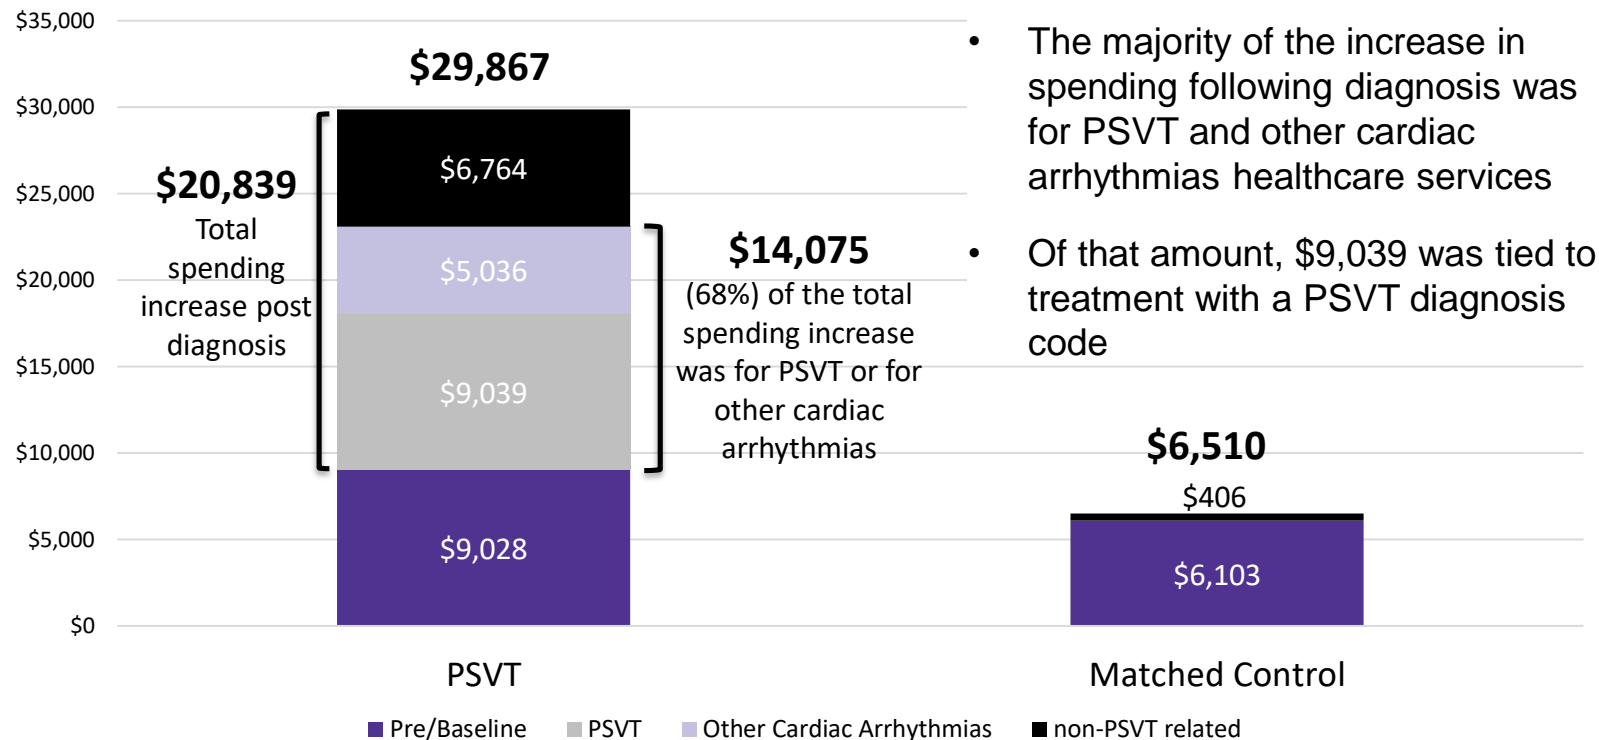 $35,000
$30,000
$25,000
$20,000
$15,000
$10,000
$5,000
$0
$29,867
$6,764
$5,036
$9,039
$9,028
$20,839
Total
spending
increase post
diagnosis
$14,075
(68%) of the total
spending increase
was for PSVT or for
other cardiac
arrhythmias
• The majority of the increase in
spending following diagnosis was
for PSVT and other cardiac
arrhythmias healthcare services
• Of that amount, $9,039 was tied to
treatment with a PSVT diagnosis
code
$6,510
$406
$6,103
PSVT
Matched Control
Pre/Baseline
PSVT
Other Cardiac Arrhythmias
non-PSVT related